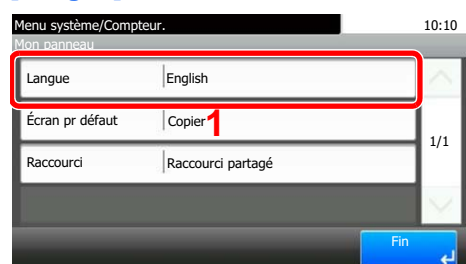 Menu système/Compteur. 10:10
Mon panneau
Langue English
Écran pr défaut Copier 1
Raccourci Raccourci partagé
1/1
Fin